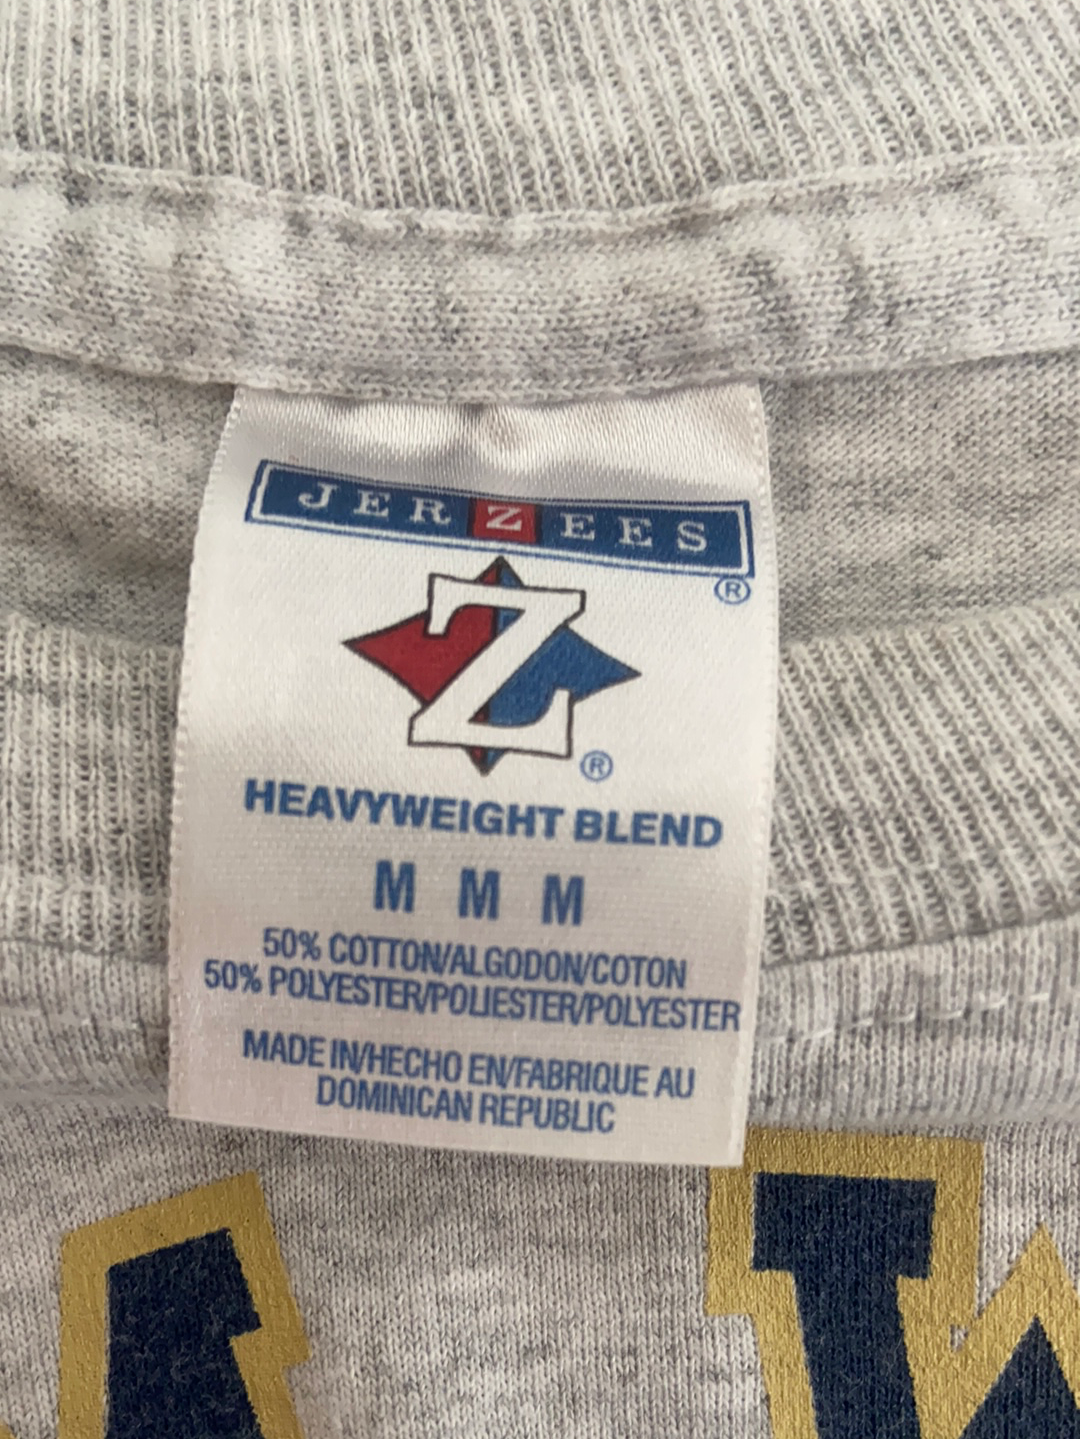 JERZEES
®
Z
®
HEAVYWEIGHT BLEND
M M M
50% COTTON/ALGODON/COTON
50% POLYESTER/POLIESTER/POLYESTER
MADE IN/HECHO EN/FABRIQUE AU
DOMINICAN REPUBLIC